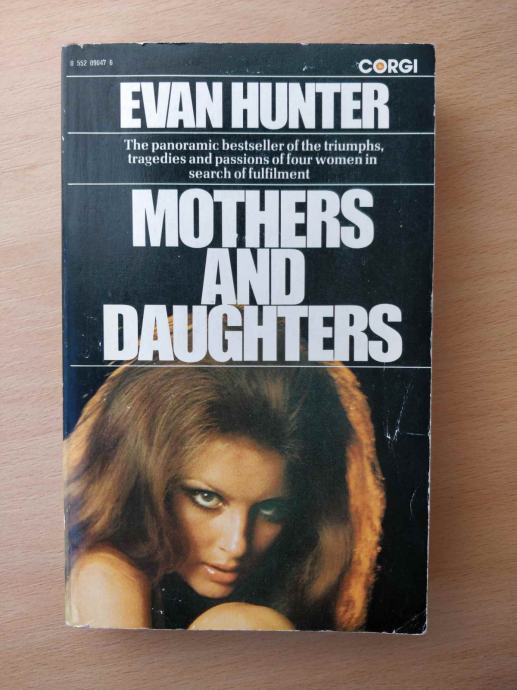 0 552 09047 6
CORGI
EVAN HUNTER
The panoramic bestseller of the triumphs,
tragedies and passions of four women in
search of fulfilment
MOTHERS
AND
DAUGHTERS